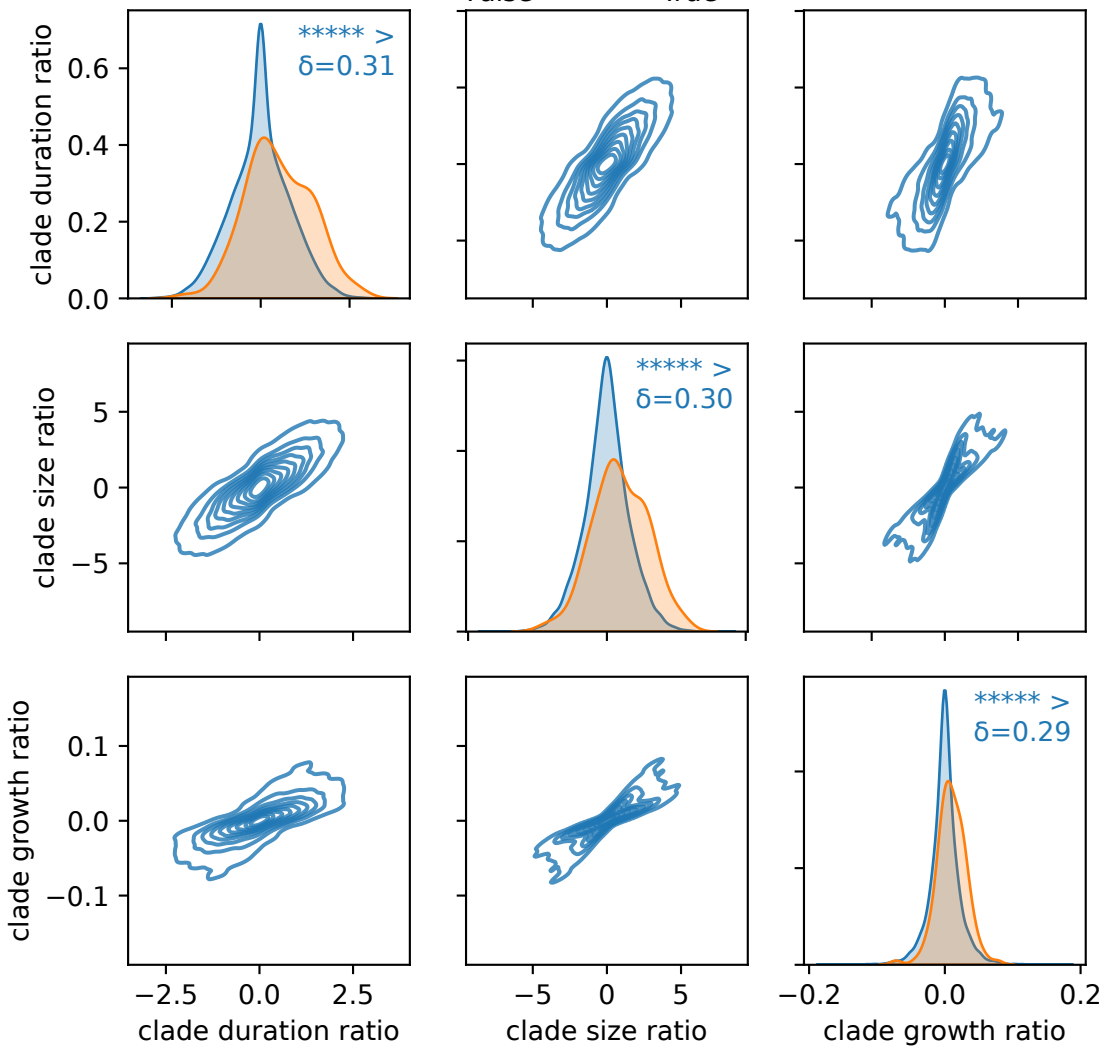 False True
***** >
δ=0.31
clade duration ratio
0.6
0.4
0.2
0.0
***** >
δ=0.30
clade size ratio
5
0
−5
***** >
δ=0.29
clade growth ratio
0.1
0.0
−0.1
−2.5 0.0 2.5
−5 0 5
−0.2 0.0 0.2
clade duration ratio
clade size ratio
clade growth ratio